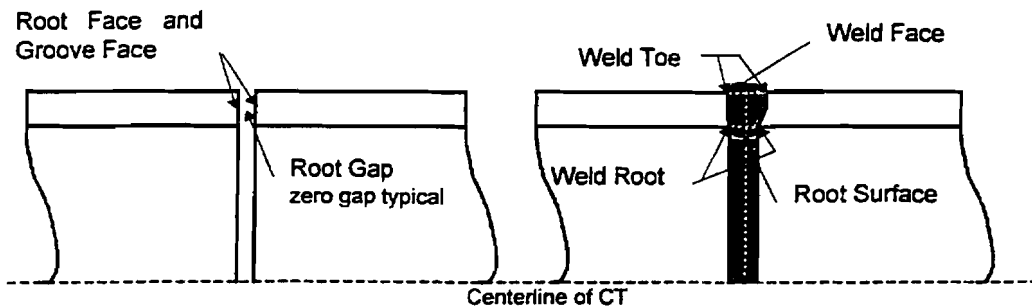 Root Face and
Groove Face
Root Gap
zero gap typical
Weld Face
Weld Toe
Weld Root
Root Surface
Centerline of CT